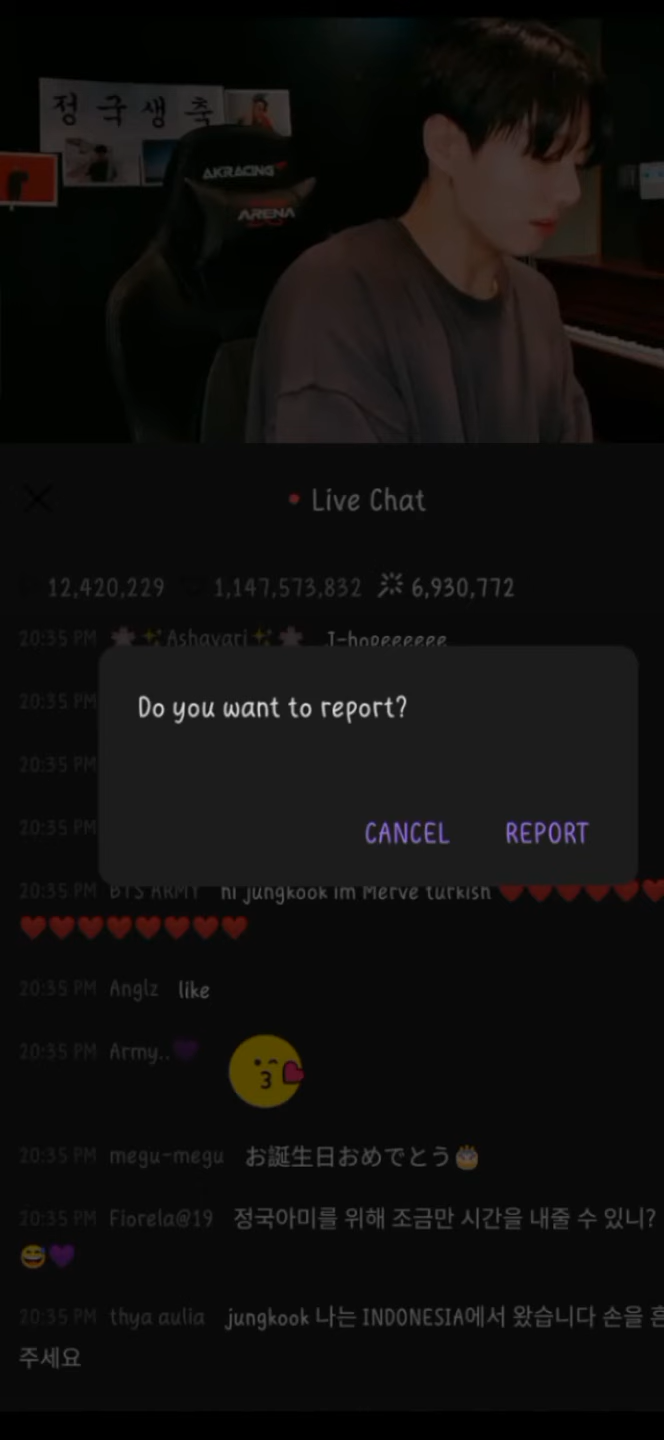 정국생축
AKRACING
ARENA
Live Chat
12,420,229 1,147,573,832 6,930,772
20:35 PM ✨Ashavari✨ J-hopeeeeee
20:35 PM
20:35 PM
20:35 PM
Do you want to report?
CANCEL REPORT
20:35 PM BTS ARMY hi jungkook im Merve turkish ❤️❤️❤️❤️❤️❤️
❤️❤️❤️❤️❤️❤️❤️❤️
20:35 PM Anglz like
20:35 PM Army..💜
20:35 PM megu-megu お誕生日おめでとう🎂
20:35 PM Fiorela@19 정국아미를 위해 조금만 시간을 내줄 수 있니?
😅💜
20:35 PM thya aulia jungkook 나는 INDONESIA에서 왔습니다 손을
주세요